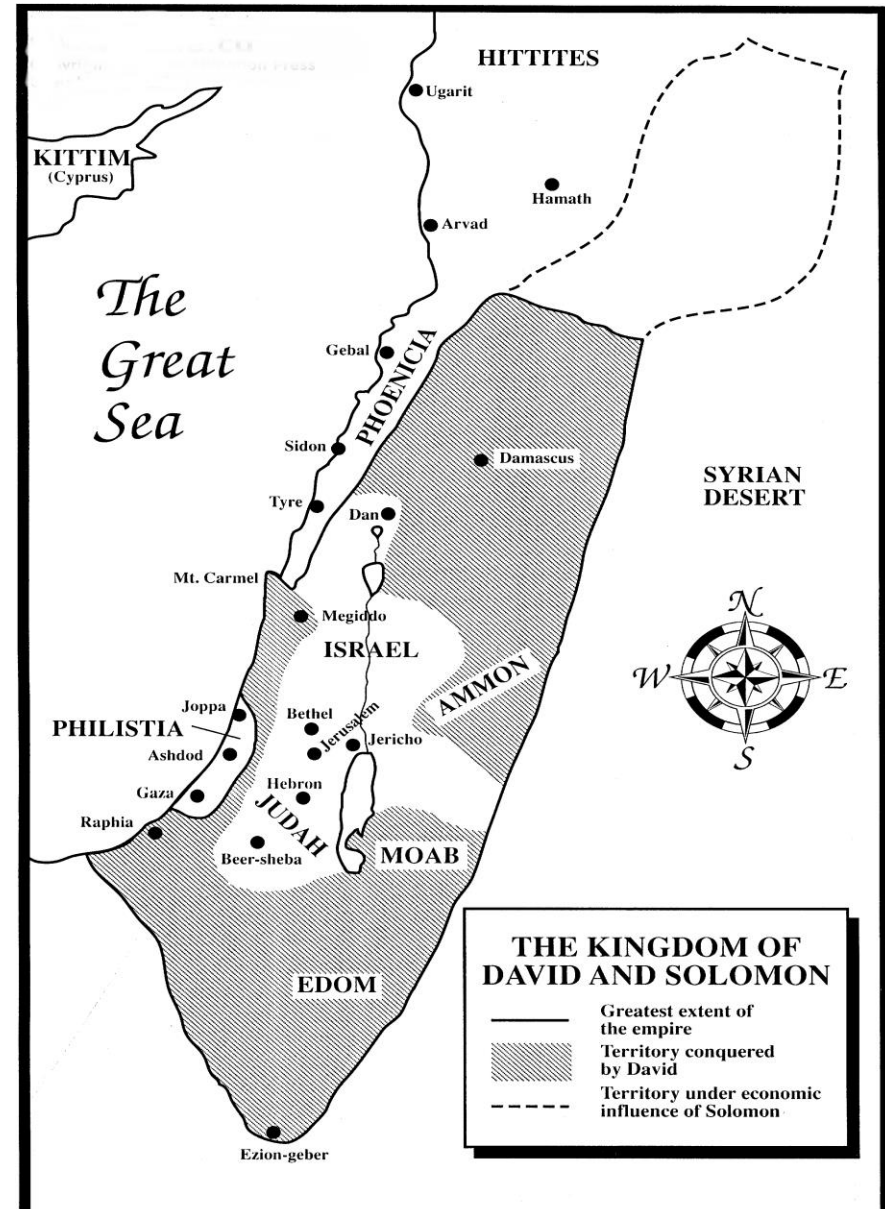 HITTITES
Ugarit
KITTIM
(Cyprus)
Hamath
Arvad
The
Great
Sea
Gebal
PHOENICIA
Sidon
Damascus
SYRIAN
DESERT
Tyre
Dan
Mt. Carmel
Megiddo
ISRAEL
N
W
E
S
AMMON
Joppa
PHILISTIA
Bethel
Jerusalem
Jericho
Ashdod
Gaza
Hebron
Raphia
JUDAH
Beer-sheba
MOAB
EDOM
Ezion-geber
THE KINGDOM OF
DAVID AND SOLOMON
Greatest extent of
the empire
Territory conquered
by David
Territory under economic
influence of Solomon